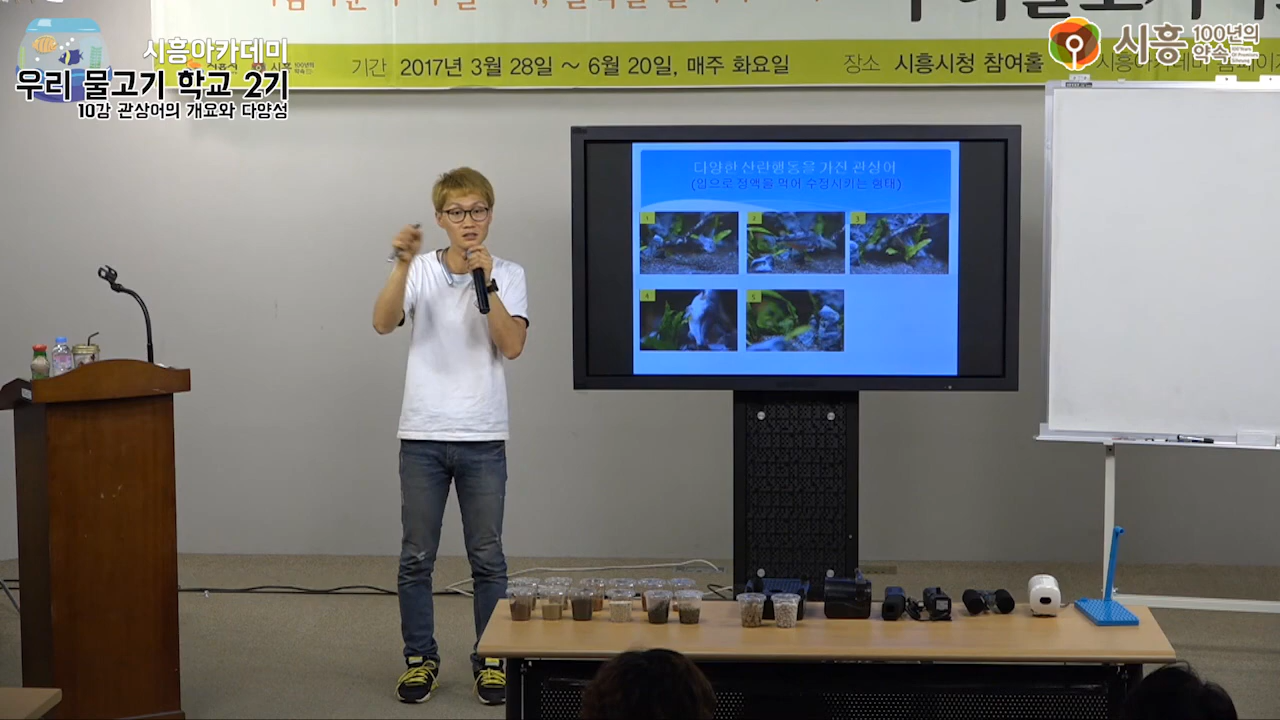 시흥아카데미
우리 물고기 학교 2기
10강 관상어의 개요와 다양성
기간 2017년 3월 28일 ~ 6월 20일, 매주 화요일
장소 시흥시청 참여홀
시흥 100년의 약속
다양한 산란행동을 가진 관상어
(입으로 정액을 먹어 수정시키는 형태)
1
2
3
4
5